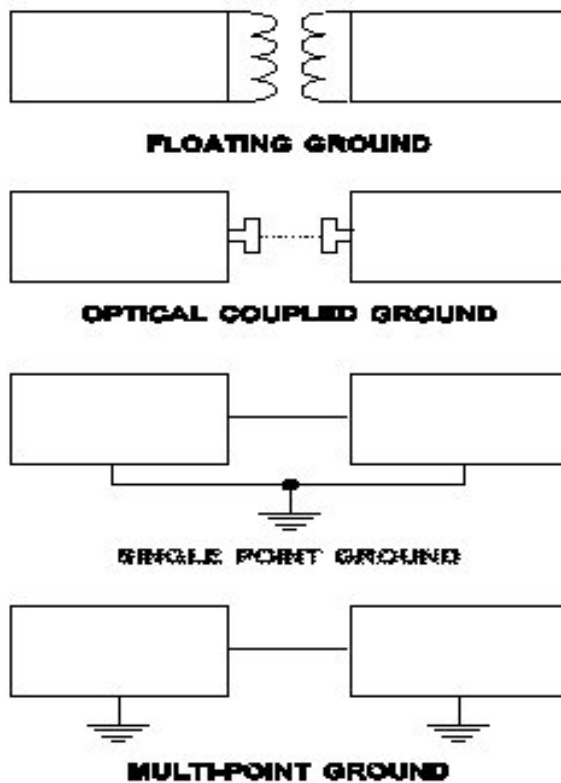 FLOATING GROUND
OPTICAL COUPLED GROUND
SINGLE POINT GROUND
MULTI-POINT GROUND